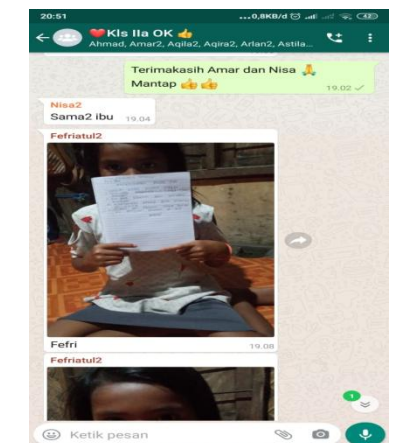 20:51
...0,8KB/d
❤️Kls IIa OK 👍
Ahmad, Amar2, Aqila2, Aqira2, Arlan2, Astila...
Terimakasih Amar dan Nisa 🙏
Mantap 👍👍
19.02
Nisa2
Sama2 ibu 19.04
Fefriatul2
Fefri 19.08
Fefriatul2
1
Ketik pesan